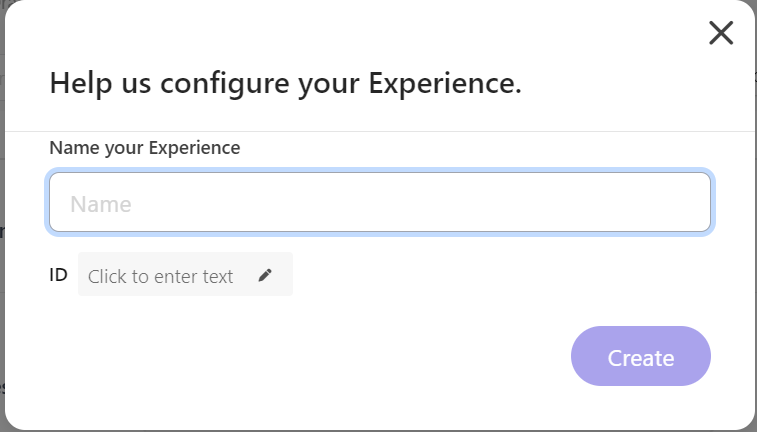 Help us configure your Experience.
Name your Experience
Name
ID Click to enter text
Create